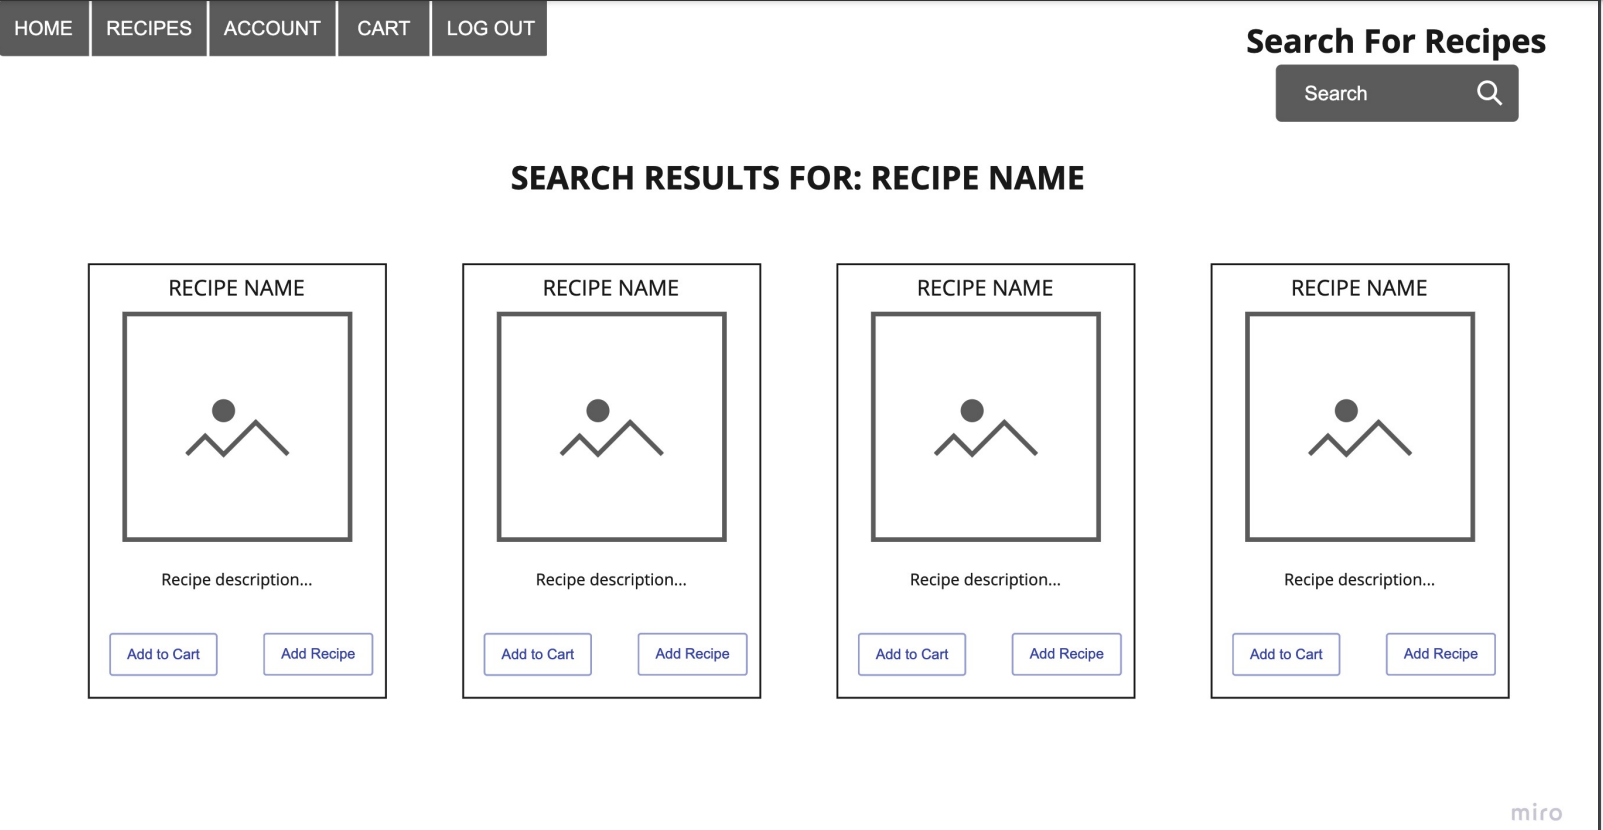 HOME RECIPES ACCOUNT CART LOG OUT
Search For Recipes
Search
SEARCH RESULTS FOR: RECIPE NAME
RECIPE NAME
Recipe description...
Add to Cart Add Recipe
RECIPE NAME
Recipe description...
Add to Cart Add Recipe
RECIPE NAME
Recipe description...
Add to Cart Add Recipe
RECIPE NAME
Recipe description...
Add to Cart Add Recipe
miro